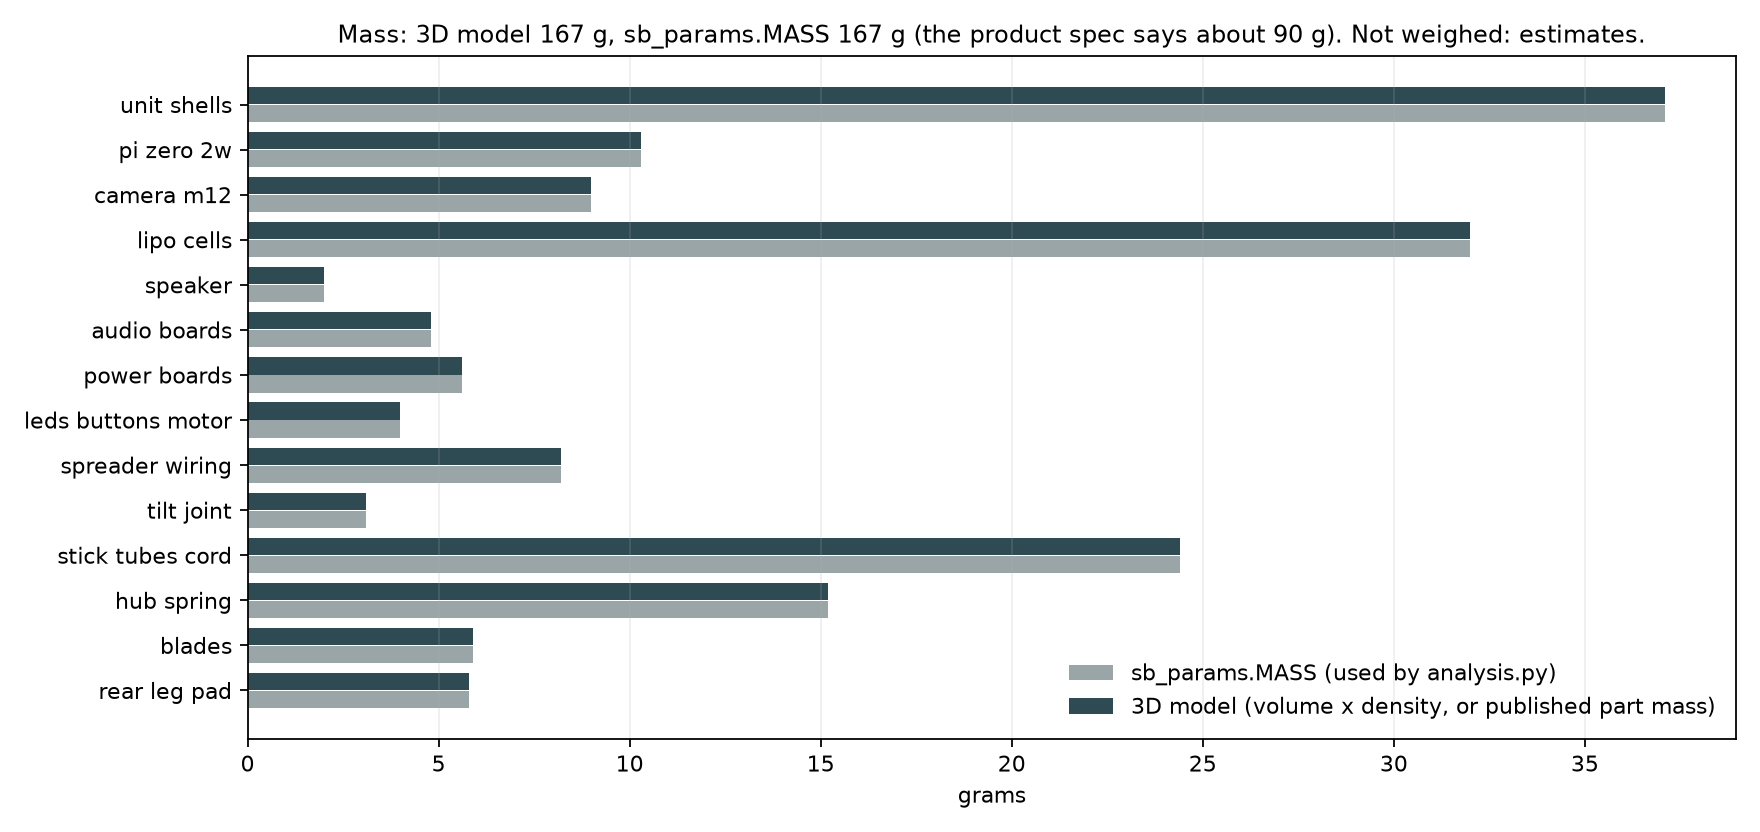 Mass: 3D model 167 g, sb_params.MASS 167 g (the product spec says about 90 g). Not weighed: estimates.
unit shells
pi zero 2w
camera m12
lipo cells
speaker
audio boards
power boards
leds buttons motor
spreader wiring
tilt joint
stick tubes cord
hub spring
blades
rear leg pad
sb_params.MASS (used by analysis.py)
3D model (volume x density, or published part mass)
0 5 10 15 20 25 30 35
grams